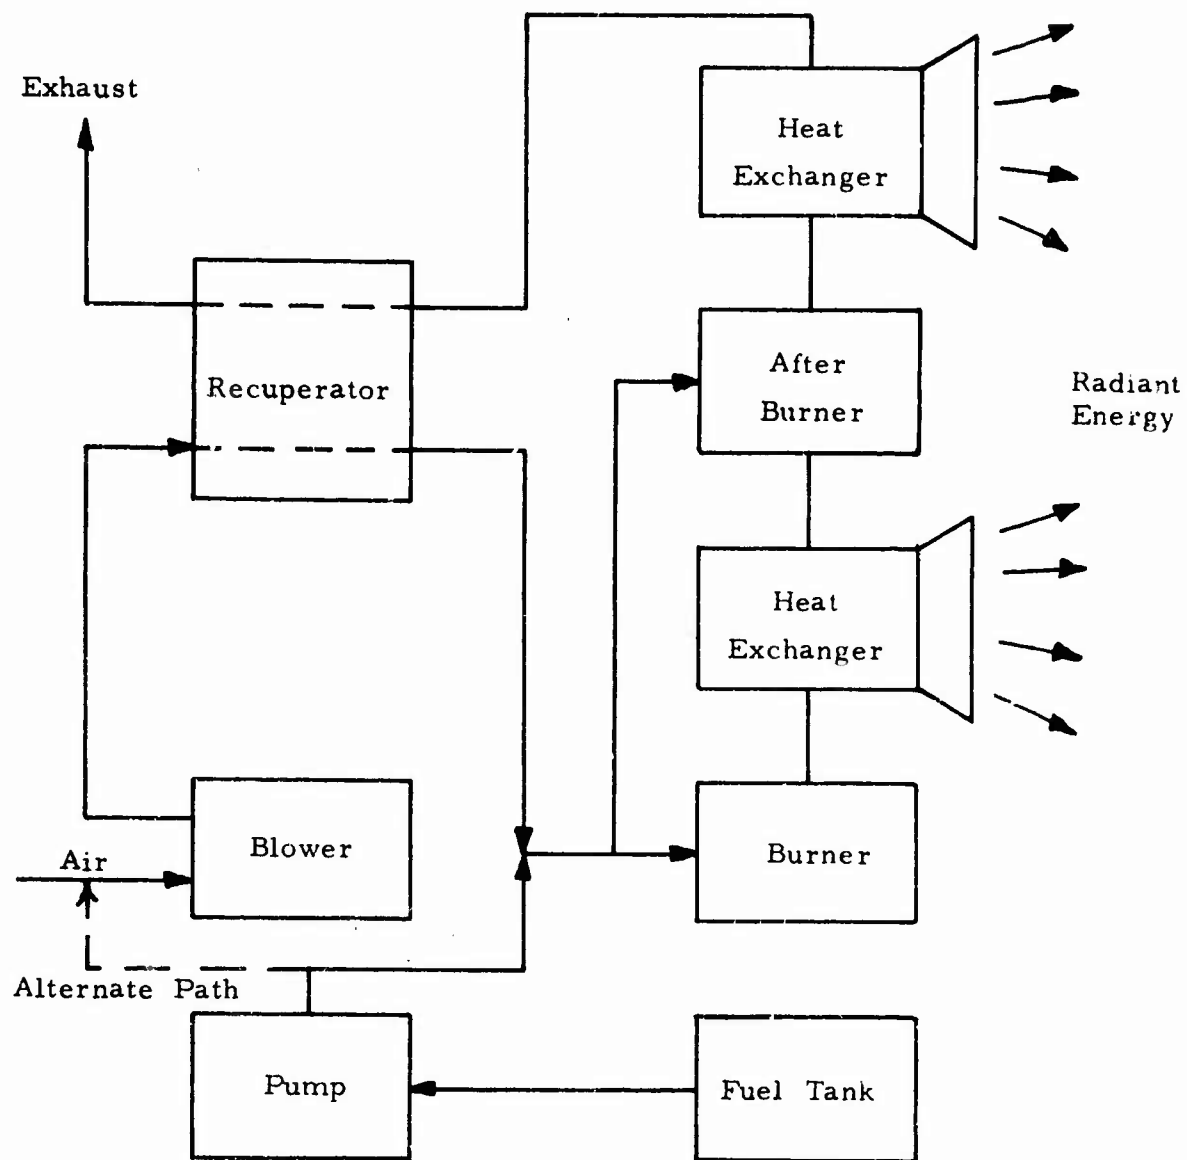 Exhaust
Heat
Exchanger
Recuperator
After
Burner
Radiant
Energy
Heat
Exchanger
Blower
Burner
Air
Alternate Path
Pump
Fuel Tank